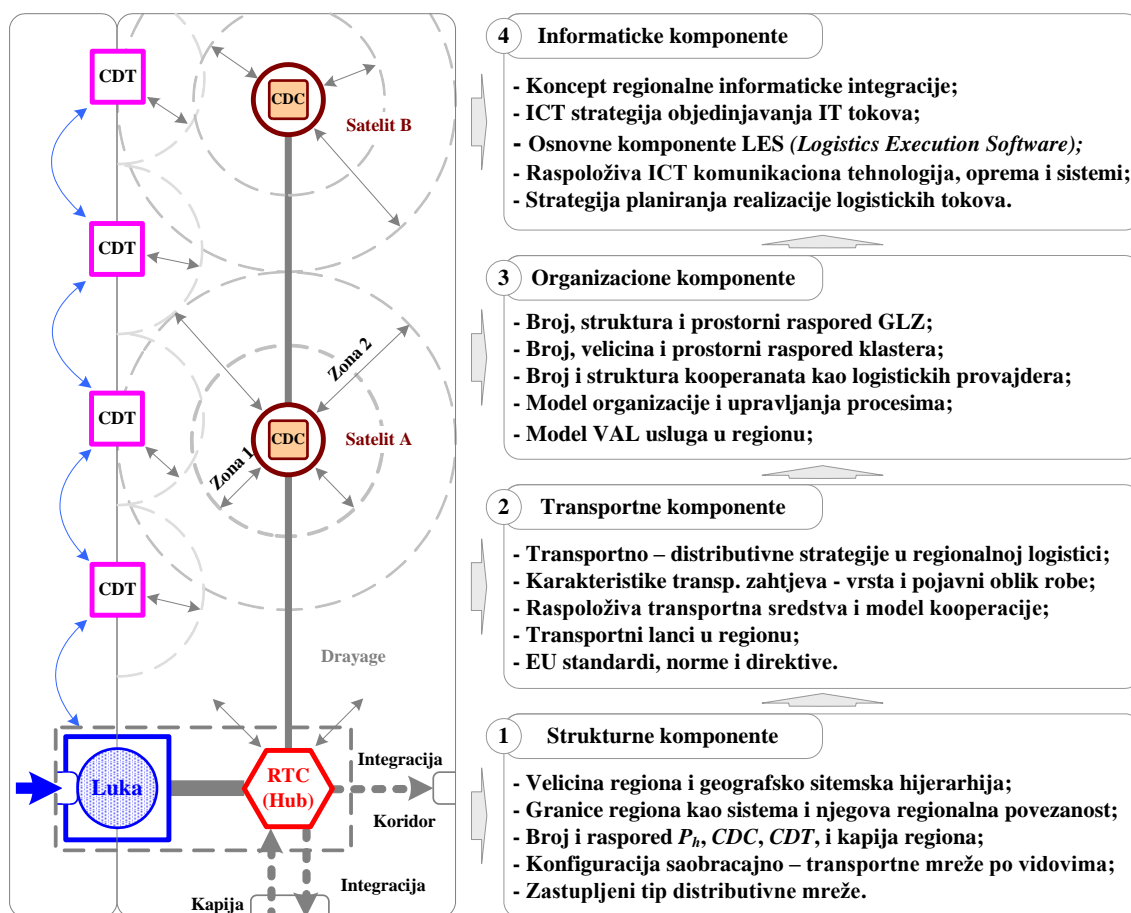 CDT
CDC
Satelit B
CDT
Zona 2
CDT
CDC
Satelit A
Zona 1
CDT
Drayage
Luka
RTC
(Hub)
Integracija
Koridor
Integracija
Kapija
4 Informaticke komponente
- Koncept regionalne informaticke integracije;
- ICT strategija objedinjavanja IT tokova;
- Osnovne komponente LES (Logistics Execution Software);
- Raspoloživa ICT komunikaciona tehnologija, oprema i sistemi;
- Strategija planiranja realizacije logistickih tokova.
3 Organizacione komponente
- Broj, struktura i prostorni raspored GLZ;
- Broj, velicina i prostorni raspored klastera;
- Broj i struktura kooperanata kao logistickih provajdera;
- Model organizacije i upravljanja procesima;
- Model VAL usluga u regionu;
2 Transportne komponente
- Transportno – distributivne strategije u regionalnoj logistici;
- Karakteristike transp. zahtjeva - vrsta i pojavni oblik robe;
- Raspoloživa transportna sredstva i model kooperacije;
- Transportni lanci u regionu;
- EU standardi, norme i direktive.
1 Strukturne komponente
- Velicina regiona i geografsko sitemska hijerarhija;
- Granice regiona kao sistema i njegova regionalna povezanost;
- Broj i raspored Ph, CDC, CDT, i kapija regiona;
- Konfiguracija saobracajno – transportne mreže po vidovima;
- Zastupljeni tip distributivne mreže.